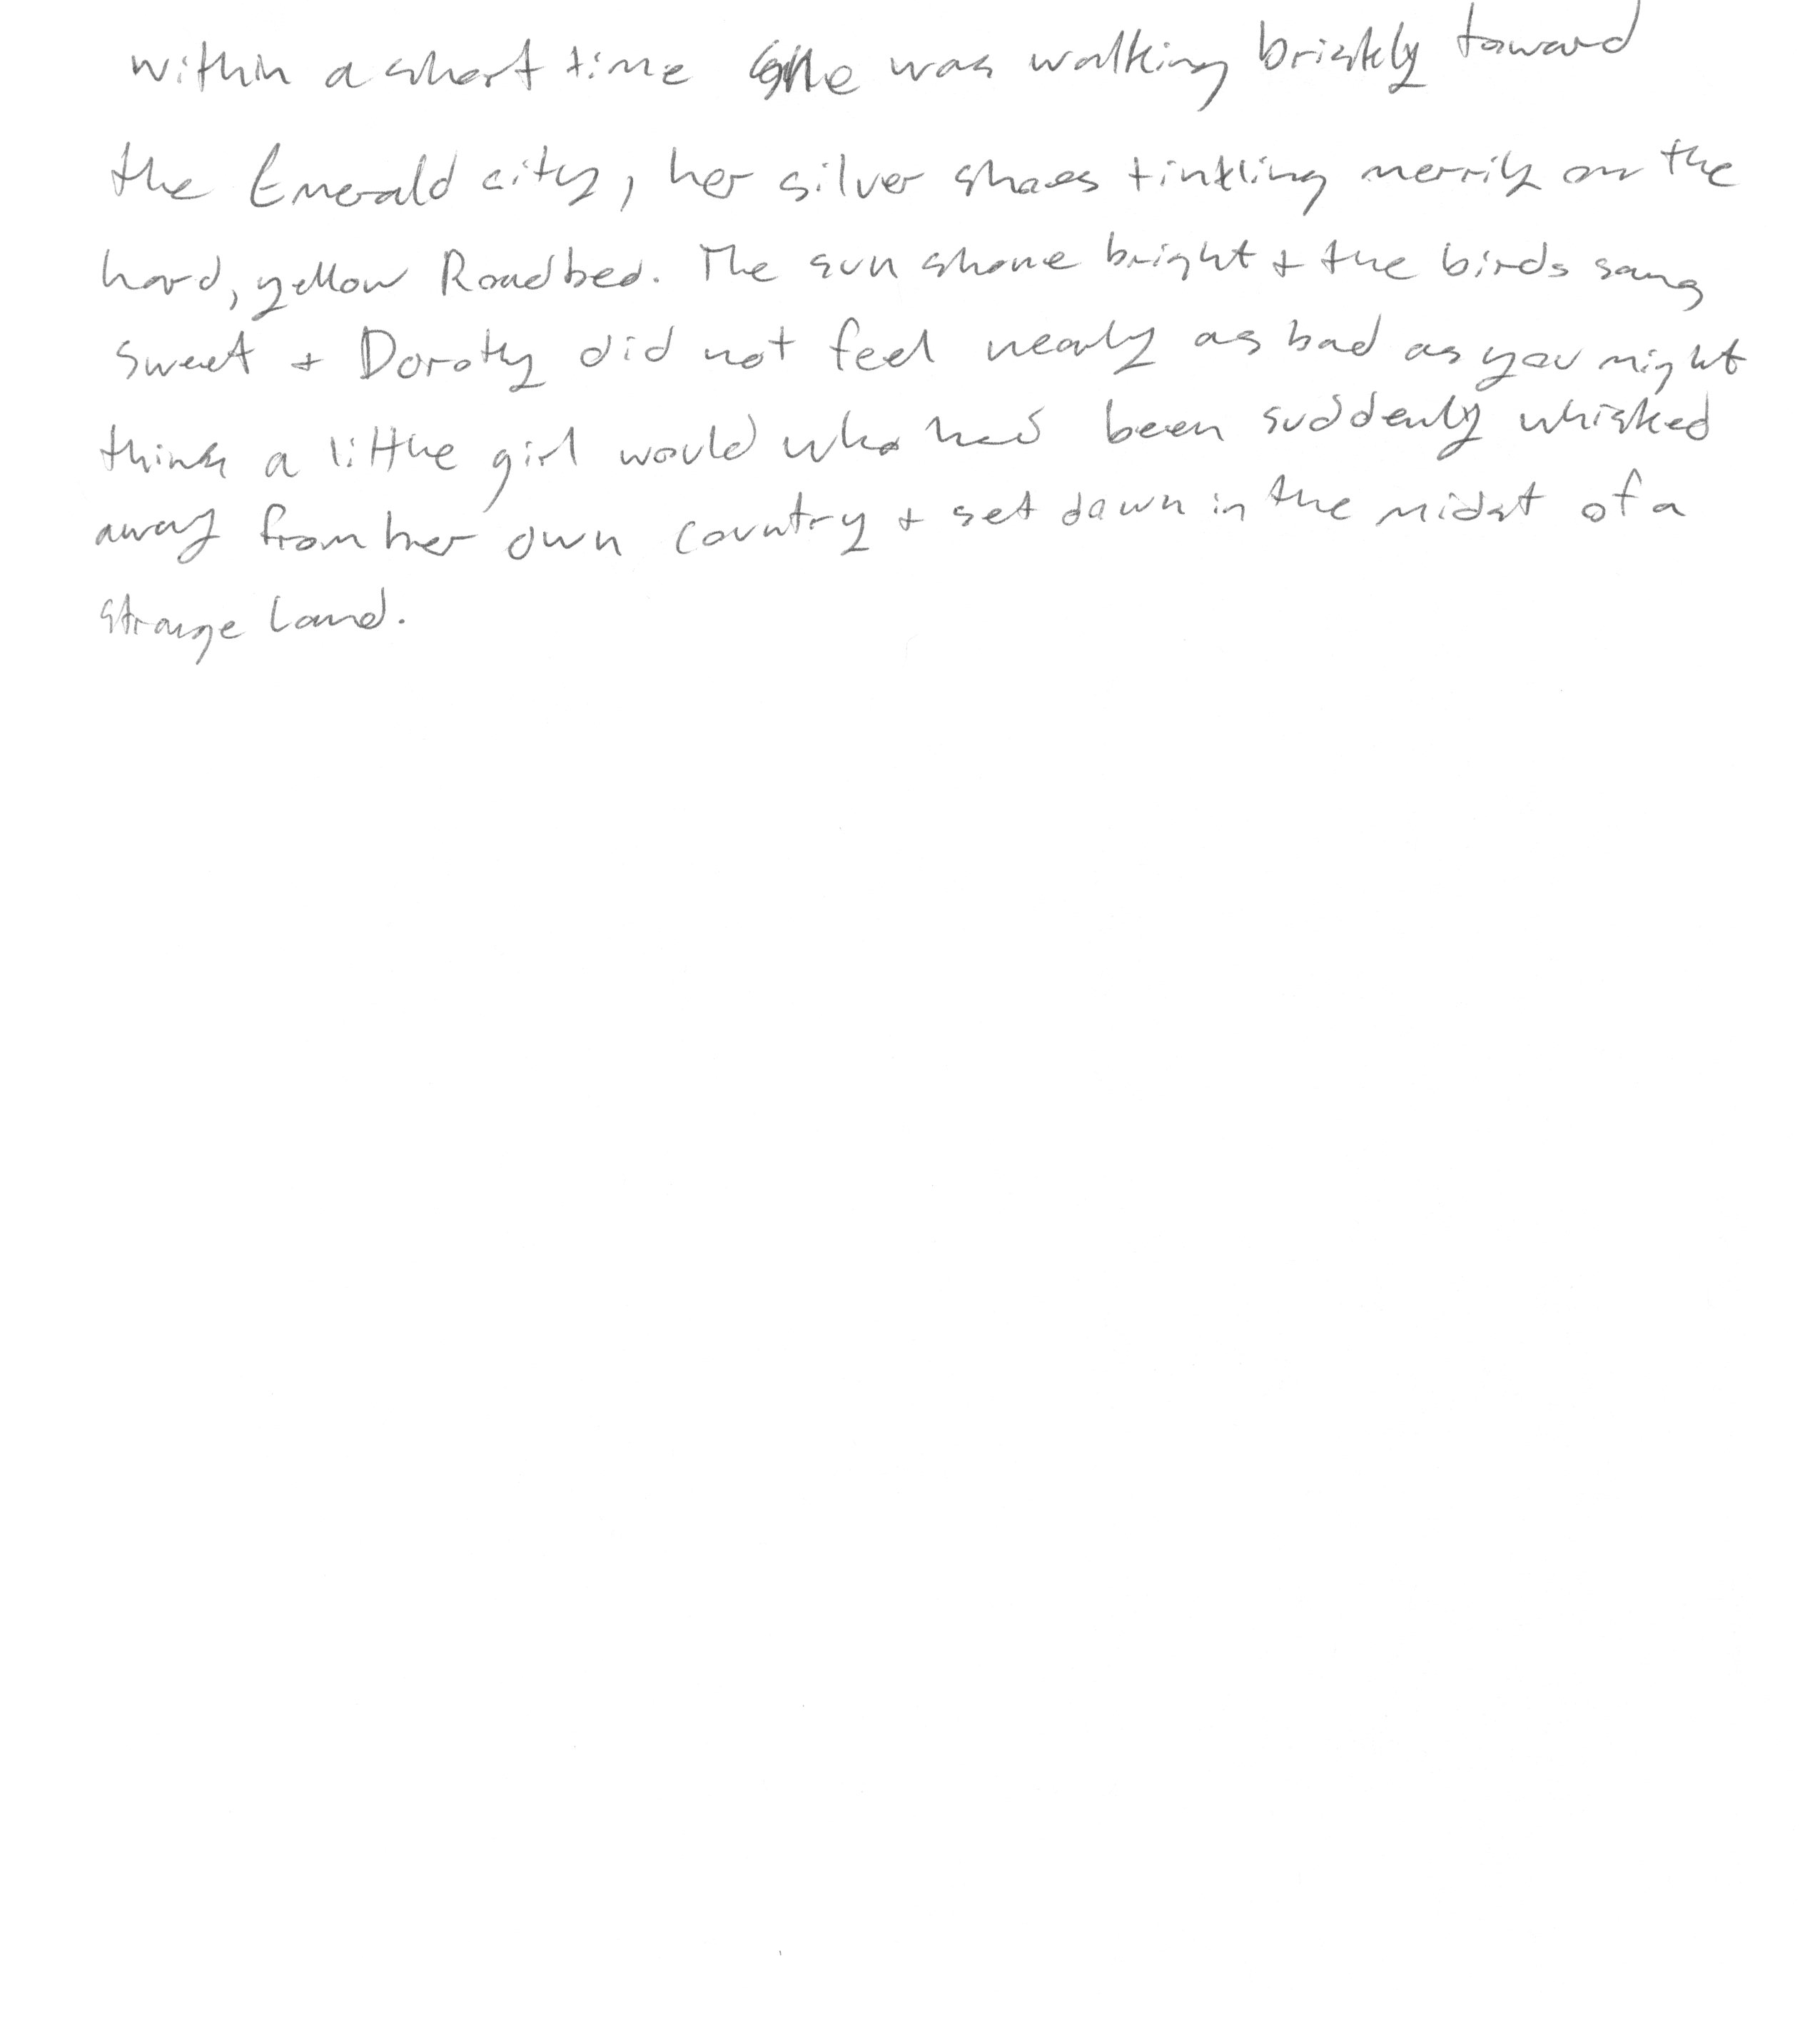 within a short time she was walking briskly toward
the Emerald city, her silver shoes tinkling merrily on the
hard, yellow Roadbed. The sun shone bright + the birds sang
sweet + Dorothy did not feel nearly as bad as you might
think a little girl would who had been suddenly whisked
away from her own country + set down in the midst of a
strange land.